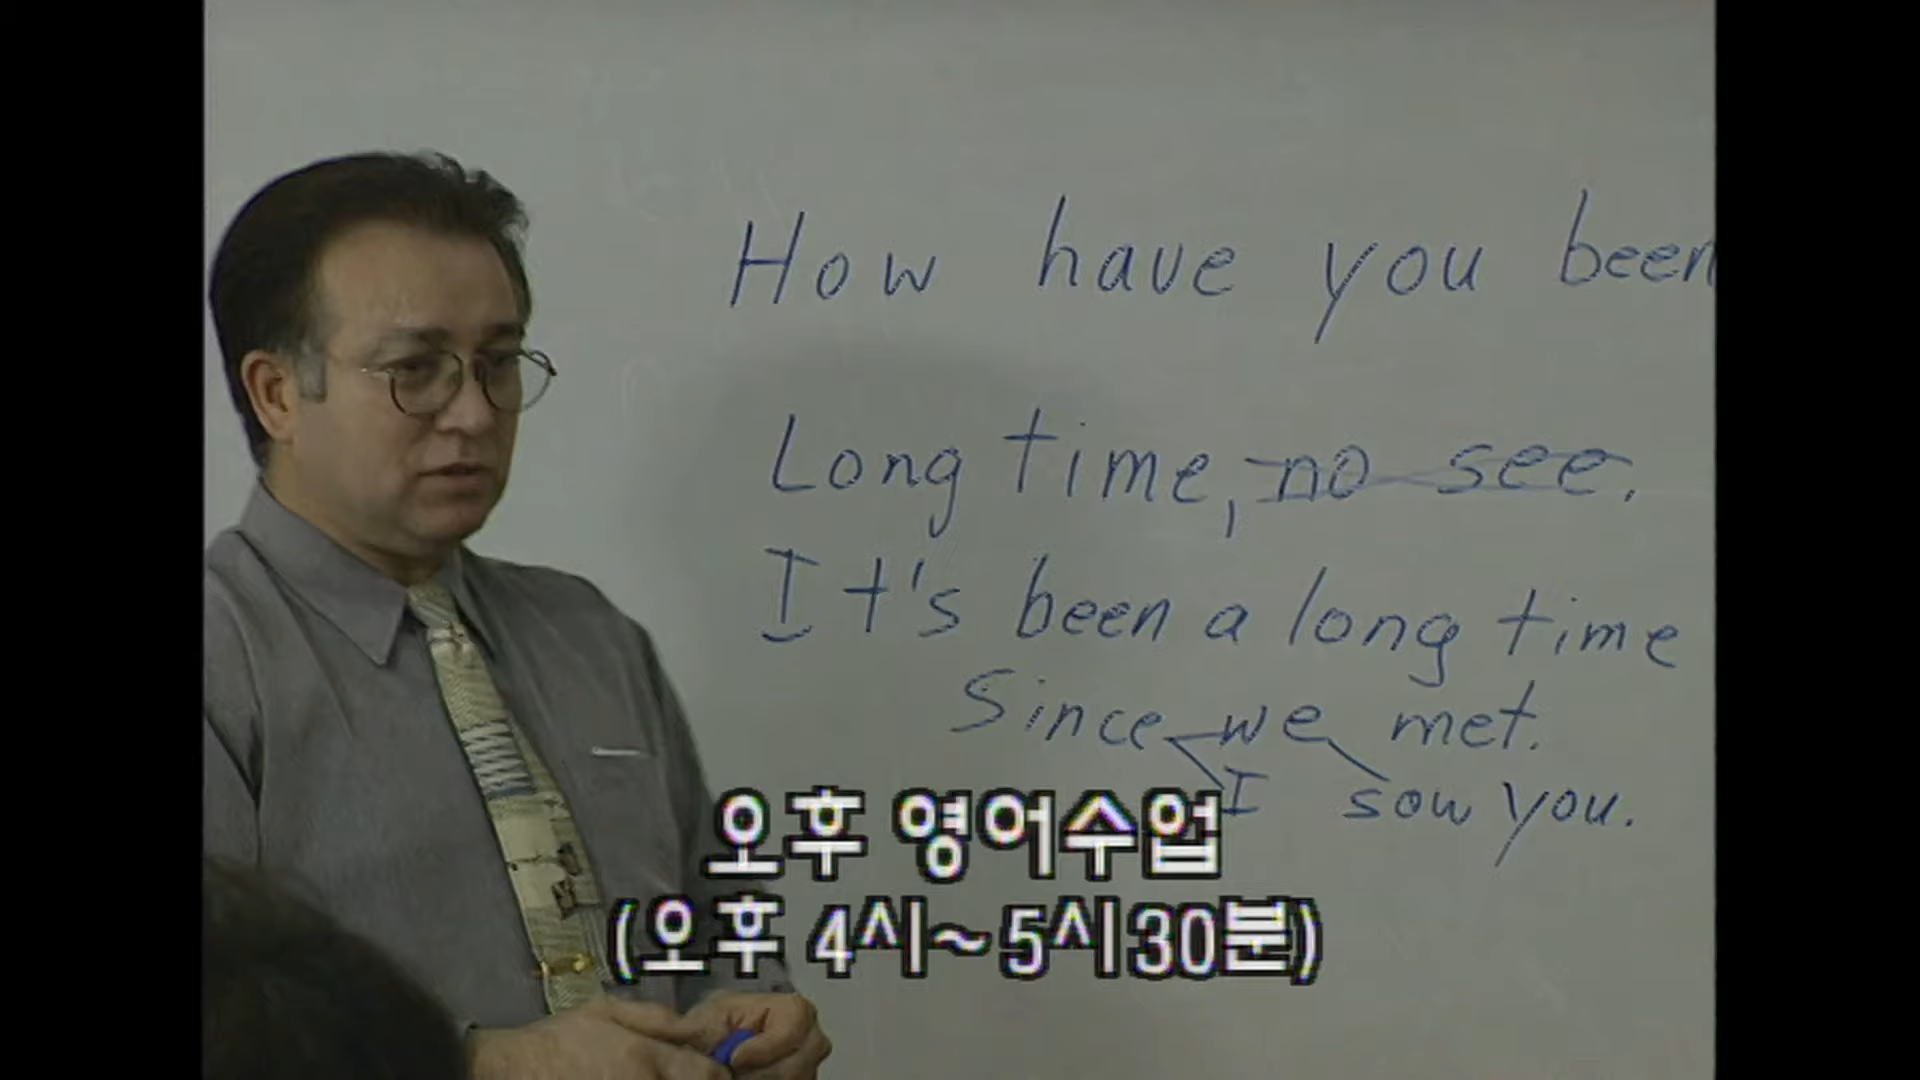 How have you been
Long time, no see.
It's been a long time
Since we met.
I sow you.
오후 영어수업
(오후 4시~5시30분)